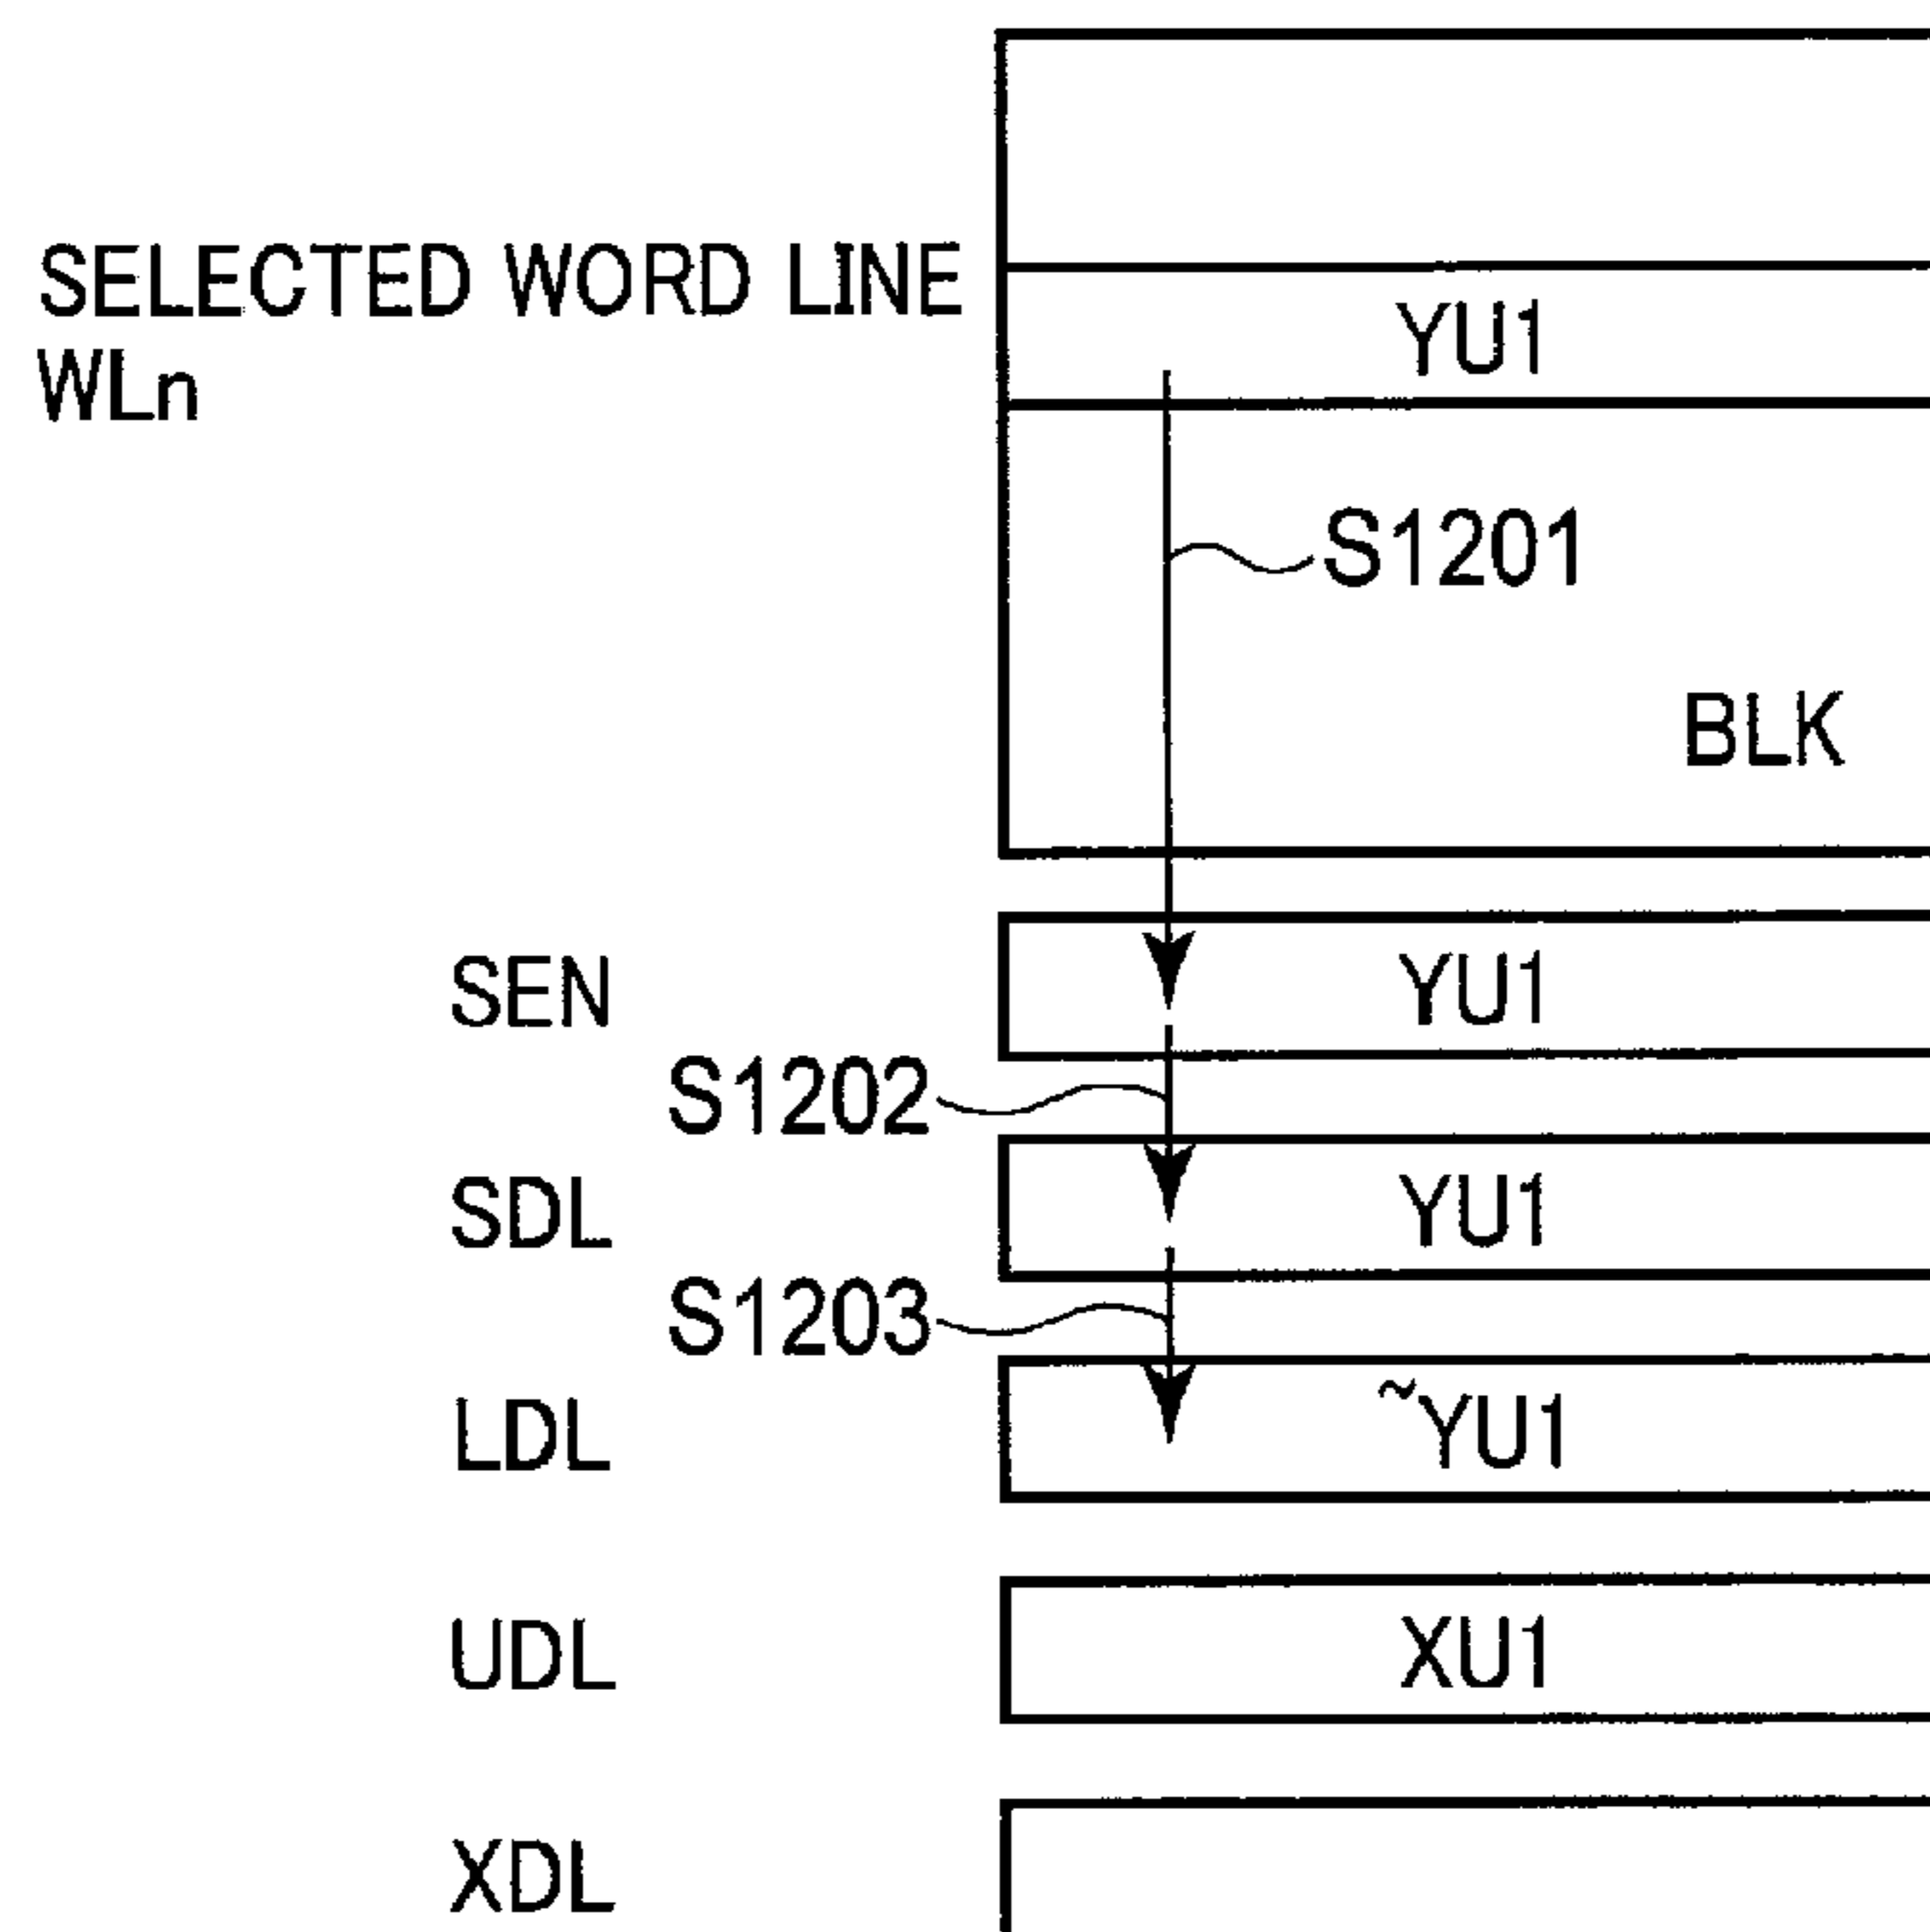 SELECTED WORD LINE
WLn
YU1
S1201
BLK
SEN
YU1
S1202
SDL
YU1
S1203
LDL
~YU1
UDL
XU1
XDL